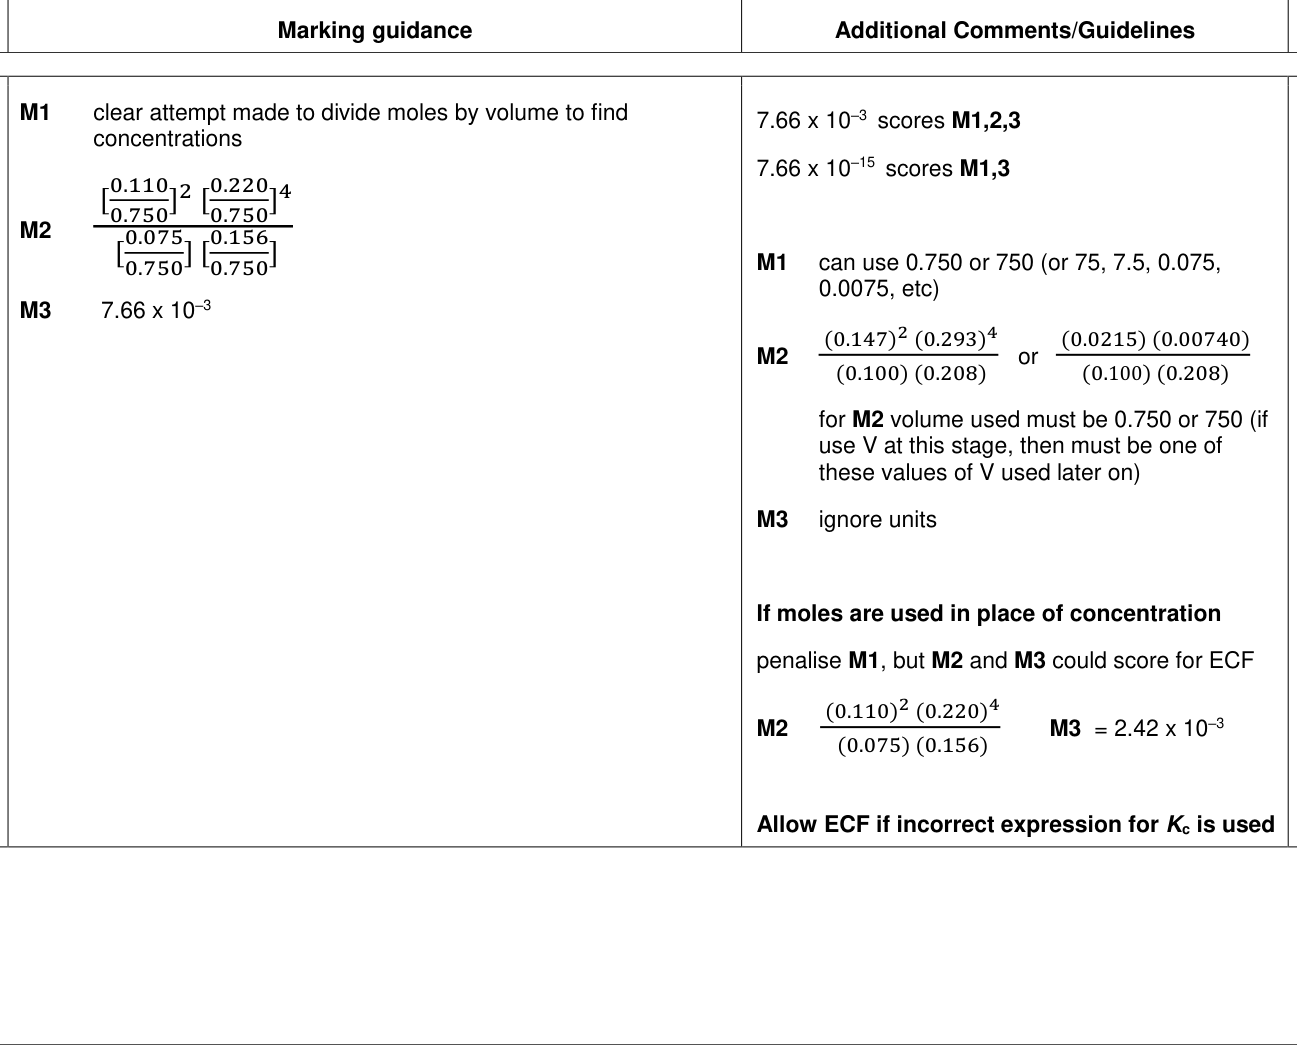 Marking guidance
Additional Comments/Guidelines
M1 clear attempt made to divide moles by volume to find
concentrations
M2 [0.110/0.750]² [0.220/0.750]⁴ / [0.075/0.750] [0.156/0.750]
M3 7.66 x 10⁻³
7.66 x 10⁻³ scores M1,2,3
7.66 x 10⁻¹⁵ scores M1,3
M1 can use 0.750 or 750 (or 75, 7.5, 0.075,
0.0075, etc)
M2 (0.147)² (0.293)⁴ / (0.100) (0.208) or (0.0215) (0.00740) / (0.100) (0.208)
for M2 volume used must be 0.750 or 750 (if
use V at this stage, then must be one of
these values of V used later on)
M3 ignore units
If moles are used in place of concentration
penalise M1, but M2 and M3 could score for ECF
M2 (0.110)² (0.220)⁴ / (0.075) (0.156) M3 = 2.42 x 10⁻³
Allow ECF if incorrect expression for Kc is used